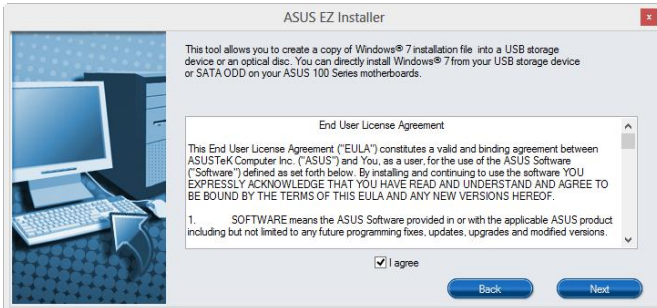 ASUS EZ Installer
x
This tool allows you to create a copy of Windows® 7 installation file into a USB storage
device or an optical disc. You can directly install Windows® 7 from your USB storage device
or SATA ODD on your ASUS 100 Series motherboards.
End User License Agreement
This End User License Agreement ("EULA") constitutes a valid and binding agreement between
ASUSTeK Computer Inc. ("ASUS") and You, as a user, for the use of the ASUS Software
("Software") defined as set forth below. By installing and continuing to use the software YOU
EXPRESSLY ACKNOWLEDGE THAT YOU HAVE READ AND UNDERSTAND AND AGREE TO
BE BOUND BY THE TERMS OF THIS EULA AND ANY NEW VERSIONS HEREOF.
1. SOFTWARE means the ASUS Software provided in or with the applicable ASUS product
including but not limited to any future programming fixes, updates, upgrades and modified versions.
I agree
Back Next